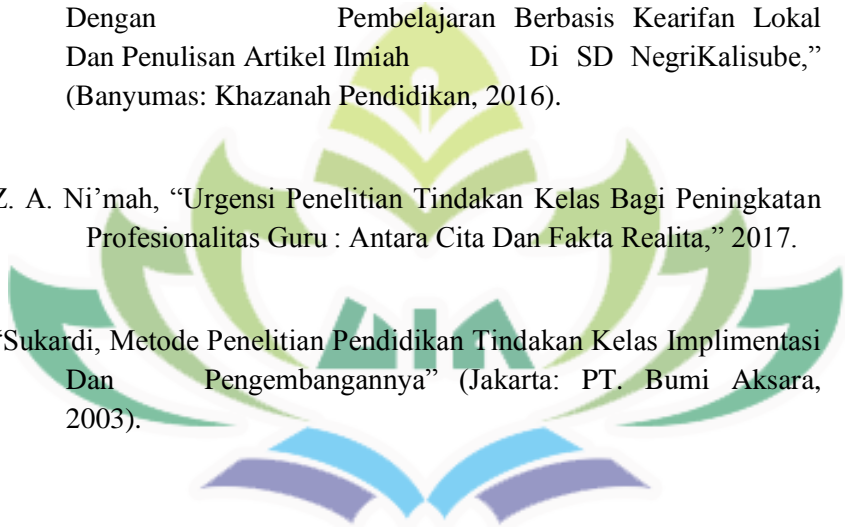 Dengan Pembelajaran Berbasis Kearifan Lokal
Dan Penulisan Artikel Ilmiah Di SD NegriKalisube,”
(Banyumas: Khazanah Pendidikan, 2016).
Z. A. Ni’mah, “Urgensi Penelitian Tindakan Kelas Bagi Peningkatan
Profesionalitas Guru : Antara Cita Dan Fakta Realita,” 2017.
“Sukardi, Metode Penelitian Pendidikan Tindakan Kelas Implimentasi
Dan Pengembangannya” (Jakarta: PT. Bumi Aksara,
2003).